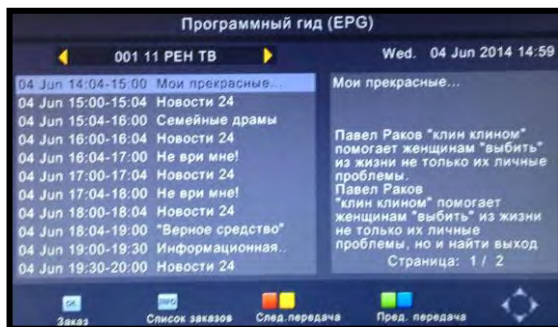 Программный гид (EPG)
001 11 РЕН ТВ
Wed. 04 Jun 2014 14:59
04 Jun 14:04-15:00 Мои прекрасные...
04 Jun 15:00-15:04 Новости 24
04 Jun 15:04-16:00 Семейные драмы
04 Jun 16:00-16:04 Новости 24
04 Jun 16:04-17:00 Не ври мне!
04 Jun 17:00-17:04 Новости 24
04 Jun 17:04-18:00 Не ври мне!
04 Jun 18:00-18:04 Новости 24
04 Jun 18:04-19:00 "Верное средство"
04 Jun 19:00-19:30 Информационная..
04 Jun 19:30-20:00 Новости 24
Мои прекрасные...
Павел Раков "клин клином"
помогает женщинам "выбить"
из жизни не только их личные
проблемы.
Павел Раков
"клин клином" помогает
женщинам "выбить" из жизни
не только их личные
проблемы, но и найти выход
Страница: 1 / 2
OK
Заказ
INFO
Список заказов
След.передача
Пред. передача